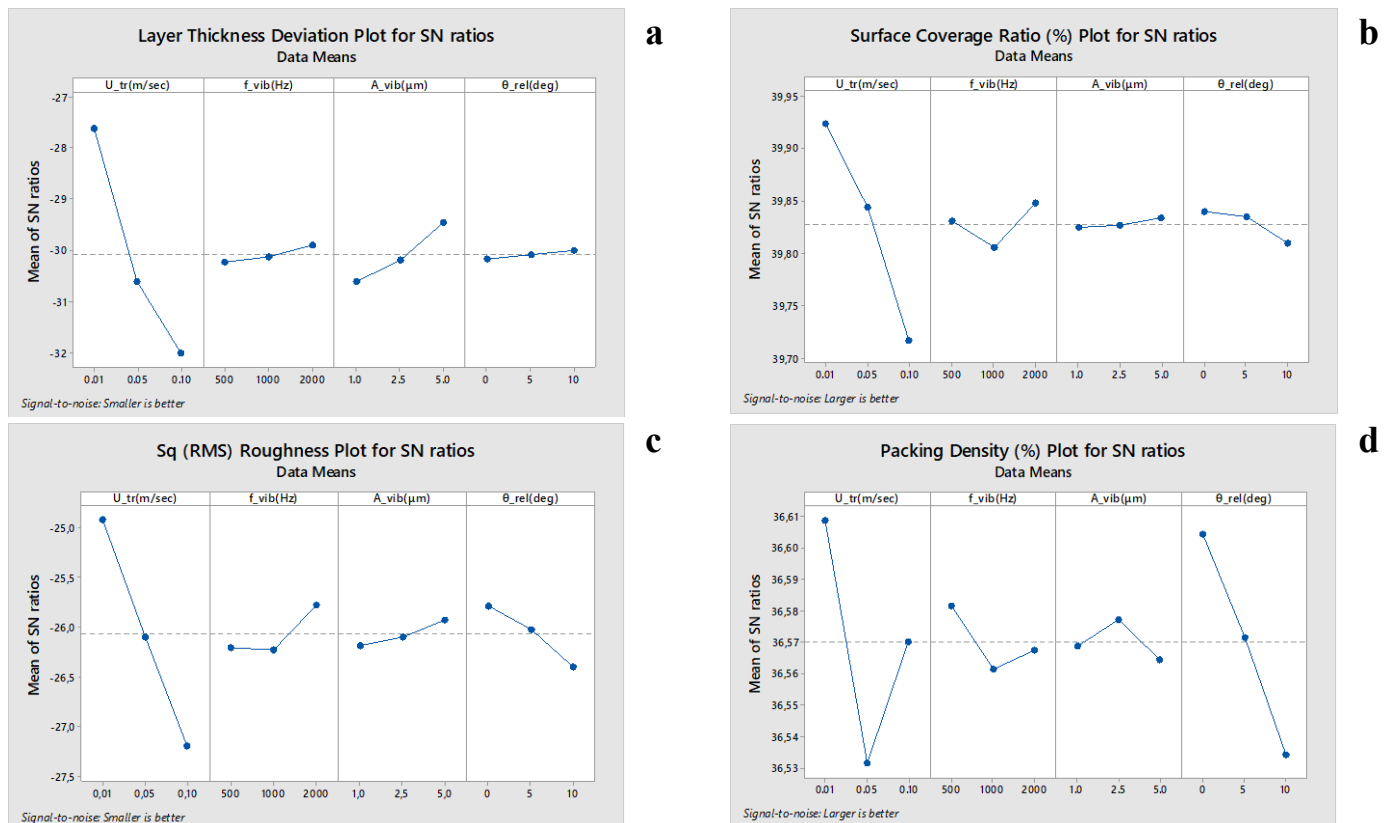 Layer Thickness Deviation Plot for SN ratios
Data Means
a
U_tr(m/sec) f_vib(Hz) A_vib(μm) θ_rel(deg)
Mean of SN ratios
-27
-28
-29
-30
-31
-32
0.01 0.05 0.10 500 1000 2000 1.0 2.5 5.0 0 5 10
Signal-to-noise: Smaller is better
Surface Coverage Ratio (%) Plot for SN ratios
Data Means
b
U_tr(m/sec) f_vib(Hz) A_vib(μm) θ_rel(deg)
Mean of SN ratios
39,95
39,90
39,85
39,80
39,75
39,70
0.01 0.05 0.10 500 1000 2000 1.0 2.5 5.0 0 5 10
Signal-to-noise: Larger is better
Sq (RMS) Roughness Plot for SN ratios
Data Means
c
U_tr(m/sec) f_vib(Hz) A_vib(μm) θ_rel(deg)
Mean of SN ratios
-25,0
-25,5
-26,0
-26,5
-27,0
-27,5
0,01 0,05 0,10 500 1000 2000 1,0 2,5 5,0 0 5 10
Signal-to-noise: Smaller is better
Packing Density (%) Plot for SN ratios
Data Means
d
U_tr(m/sec) f_vib(Hz) A_vib(μm) θ_rel(deg)
Mean of SN ratios
36,61
36,60
36,59
36,58
36,57
36,56
36,55
36,54
36,53
0.01 0.05 0.10 500 1000 2000 1.0 2.5 5.0 0 5 10
Signal-to-noise: Larger is better